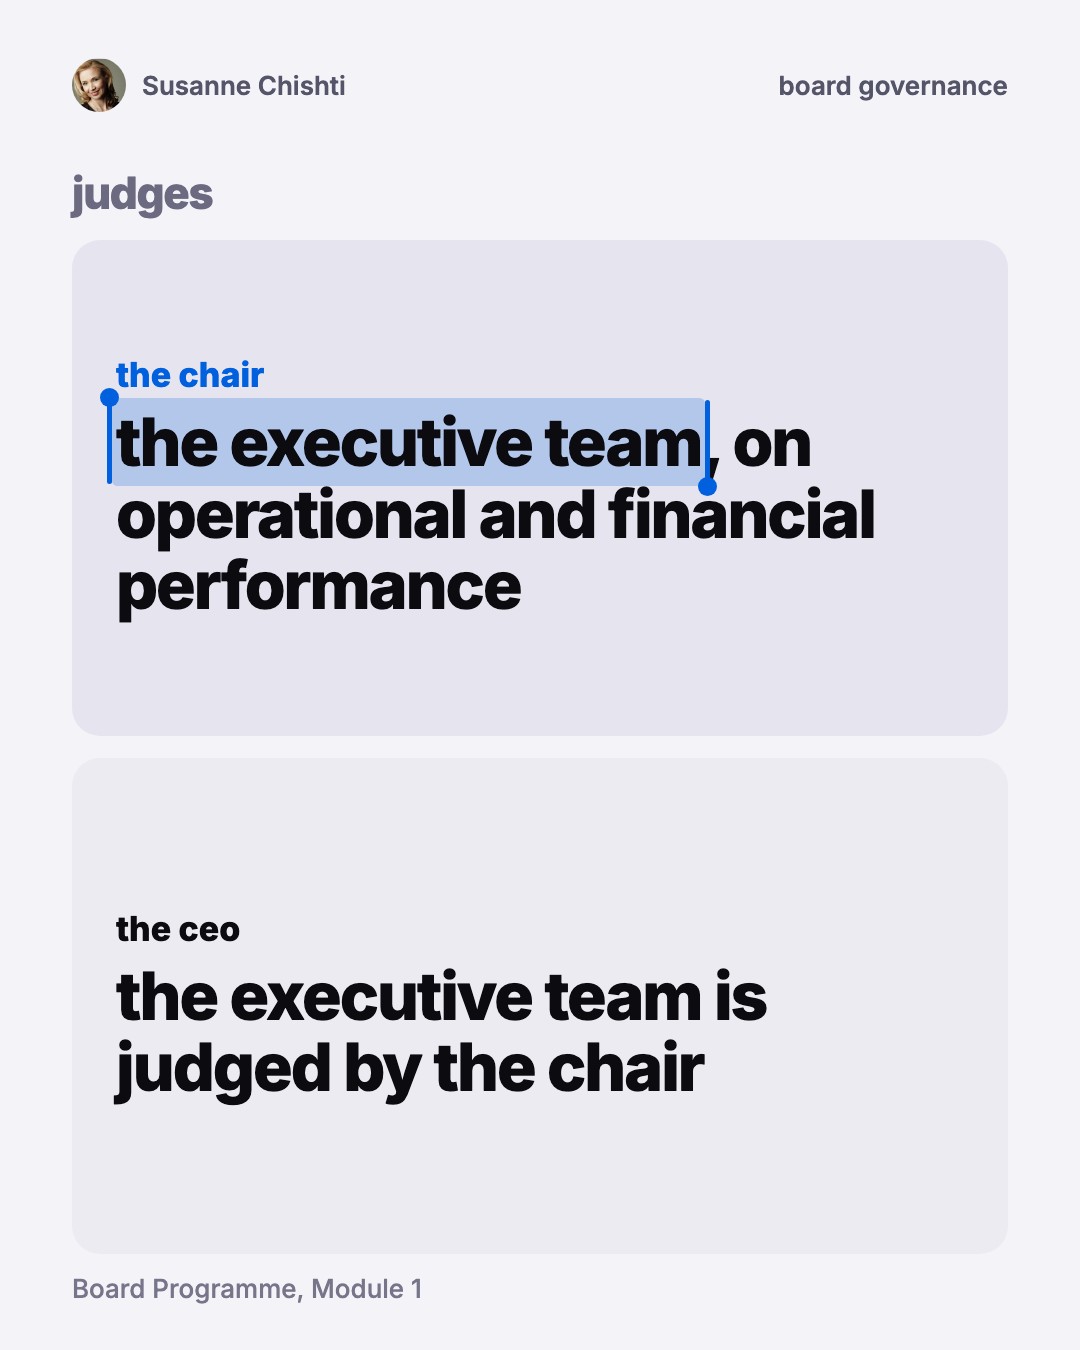 Susanne Chishti
board governance
judges
the chair
the executive team, on
operational and financial
performance
the ceo
the executive team is
judged by the chair
Board Programme, Module 1